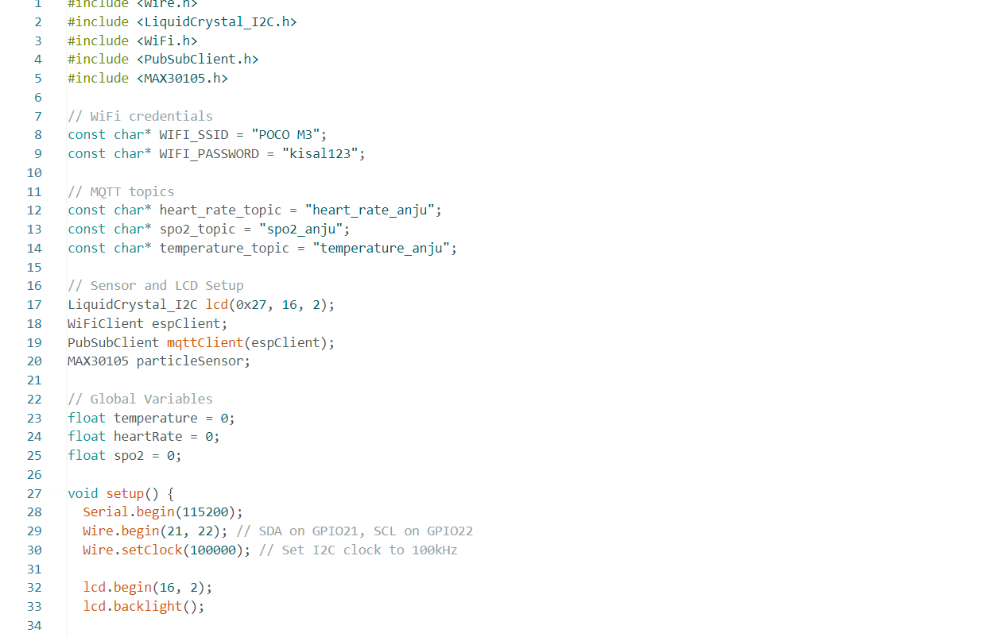 1 #include <Wire.h>
2 #include <LiquidCrystal_I2C.h>
3 #include <WiFi.h>
4 #include <PubSubClient.h>
5 #include <MAX30105.h>
6
7 // WiFi credentials
8 const char* WIFI_SSID = "POCO M3";
9 const char* WIFI_PASSWORD = "kisal123";
10
11 // MQTT topics
12 const char* heart_rate_topic = "heart_rate_anju";
13 const char* spo2_topic = "spo2_anju";
14 const char* temperature_topic = "temperature_anju";
15
16 // Sensor and LCD Setup
17 LiquidCrystal_I2C lcd(0x27, 16, 2);
18 WiFiClient espClient;
19 PubSubClient mqttClient(espClient);
20 MAX30105 particleSensor;
21
22 // Global Variables
23 float temperature = 0;
24 float heartRate = 0;
25 float spo2 = 0;
26
27 void setup() {
28   Serial.begin(115200);
29   Wire.begin(21, 22); // SDA on GPIO21, SCL on GPIO22
30   Wire.setClock(100000); // Set I2C clock to 100kHz
31
32   lcd.begin(16, 2);
33   lcd.backlight();
34